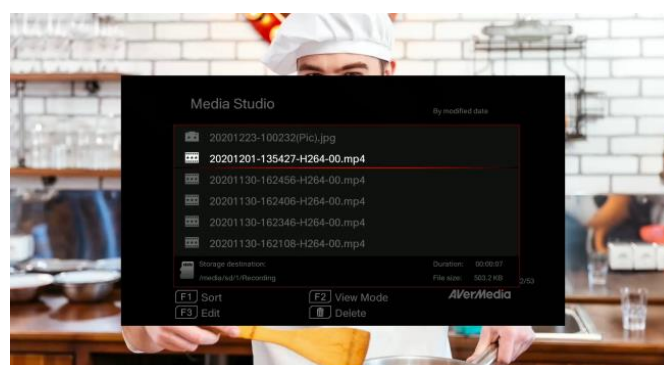 Media Studio
By modified date
20201223-100232(Pic).jpg
20201201-135427-H264-00.mp4
20201130-162456-H264-00.mp4
20201130-162406-H264-00.mp4
20201130-162346-H264-00.mp4
20201130-162108-H264-00.mp4
Storage destination: Duration: 00:00:07
/media/sd/1/Recording File size: 503.2 KB
2/53
F1 Sort F2 View Mode AVerMedia
F3 Edit Delete